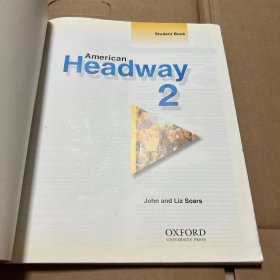 Student Book
American
Headway
2
John and Liz Soars
OXFORD
UNIVERSITY PRESS